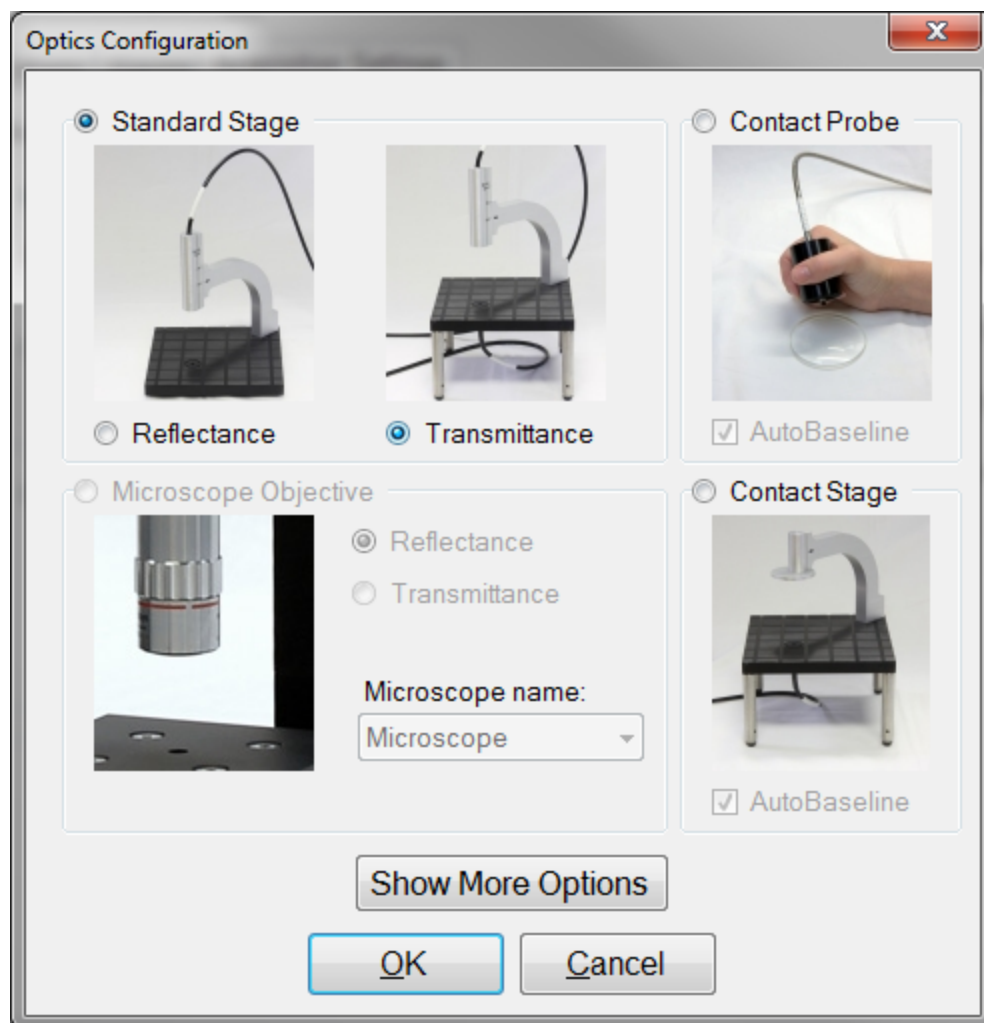 Optics Configuration
Standard Stage
Reflectance
Transmittance
Contact Probe
AutoBaseline
Microscope Objective
Reflectance
Transmittance
Microscope name:
Microscope
Contact Stage
AutoBaseline
Show More Options
OK
Cancel